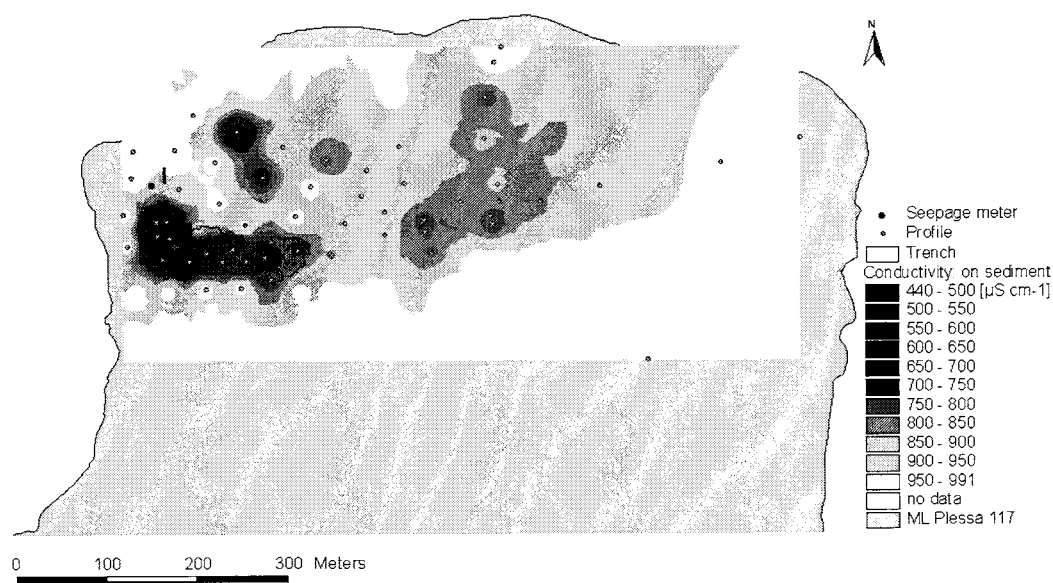 N
Seepage meter
Profile
Trench
Conductivity: on sediment
440 - 500 [µS cm-1]
500 - 550
550 - 600
600 - 650
650 - 700
700 - 750
750 - 800
800 - 850
850 - 900
900 - 950
950 - 991
no data
ML Plessa 117
0 100 200 300 Meters